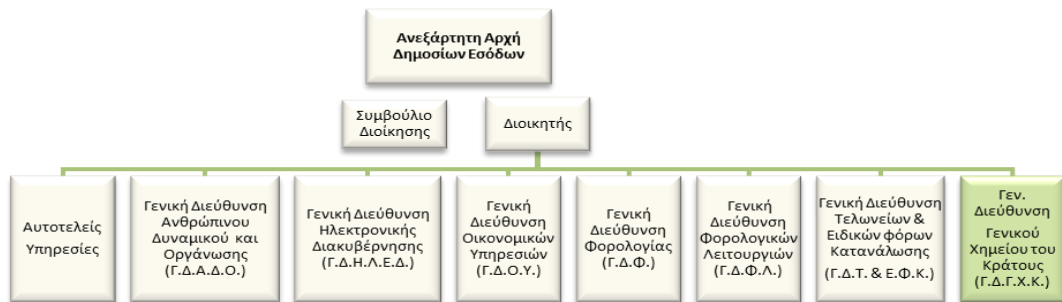 Ανεξάρτητη Αρχή
Δημοσίων Εσόδων
Συμβούλιο
Διοίκησης
Διοικητής
Αυτοτελείς
Υπηρεσίες
Γενική Διεύθυνση
Ανθρώπινου
Δυναμικού και
Οργάνωσης
(Γ.Δ.Α.Δ.Ο.)
Γενική Διεύθυνση
Ηλεκτρονικής
Διακυβέρνησης
(Γ.Δ.Η.Λ.Ε.Δ.)
Γενική
Διεύθυνση
Οικονομικών
Υπηρεσιών
(Γ.Δ.Ο.Υ.)
Γενική
Διεύθυνση
Φορολογίας
(Γ.Δ.Φ.)
Γενική
Διεύθυνση
Φορολογικών
Λειτουργιών
(Γ.Δ.Φ.Λ.)
Γενική Διεύθυνση
Τελωνείων &
Ειδικών φόρων
Κατανάλωσης
(Γ.Δ.Τ. & Ε.Φ.Κ.)
Γεν.
Διεύθυνση
Γενικού
Χημείου του
Κράτους
(Γ.Δ.Γ.Χ.Κ.)